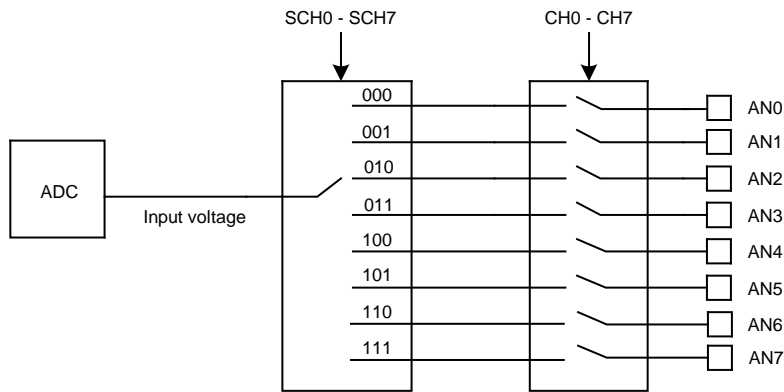 SCH0 - SCH7 CH0 - CH7
000 AN0
001 AN1
010 AN2
ADC
Input voltage
011 AN3
100 AN4
101 AN5
110 AN6
111 AN7